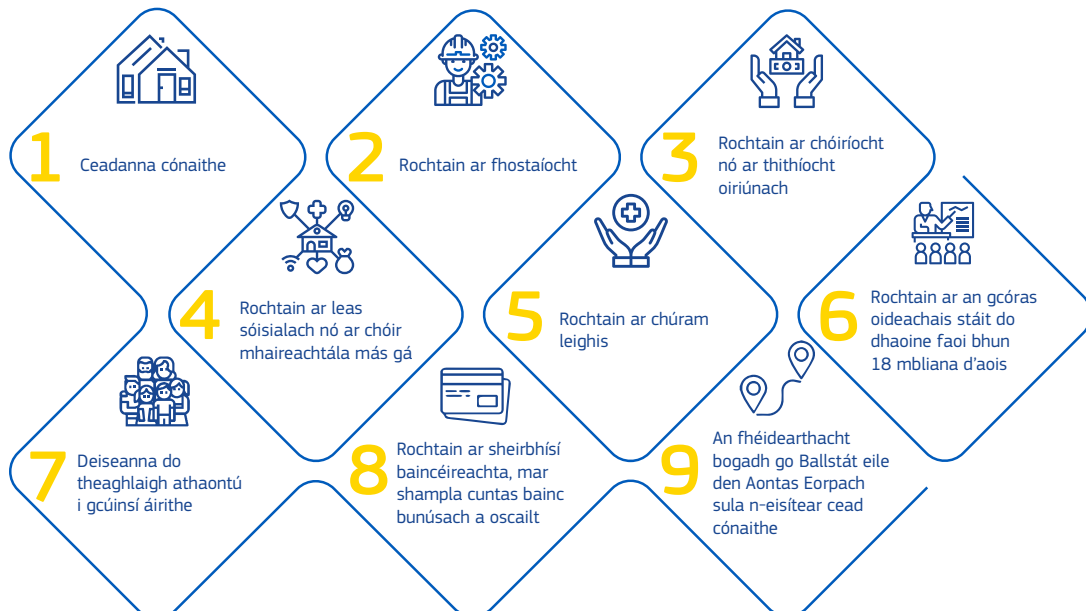 1
Ceadanna cónaithe
2
Rochtain ar fhostaíocht
3
Rochtain ar chóiríocht
nó ar thithíocht
oiriúnach
4
Rochtain ar leas
sóisialach nó ar chóir
mhaireachtála más gá
5
Rochtain ar chúram
leighis
6
Rochtain ar an gcóras
oideachais stáit do
dhaoine faoi bhun
18 mbliana d'aois
7
Deiseanna do
theaghlaigh athaontú
i gcúinsí áirithe
8
Rochtain ar sheirbhísí
baincéireachta, mar
shampla cuntas bainc
bunúsach a oscailt
9
An fhéidearthacht
bogadh go Ballstát eile
den Aontas Eorpach
sula n-eisítear cead
cónaithe